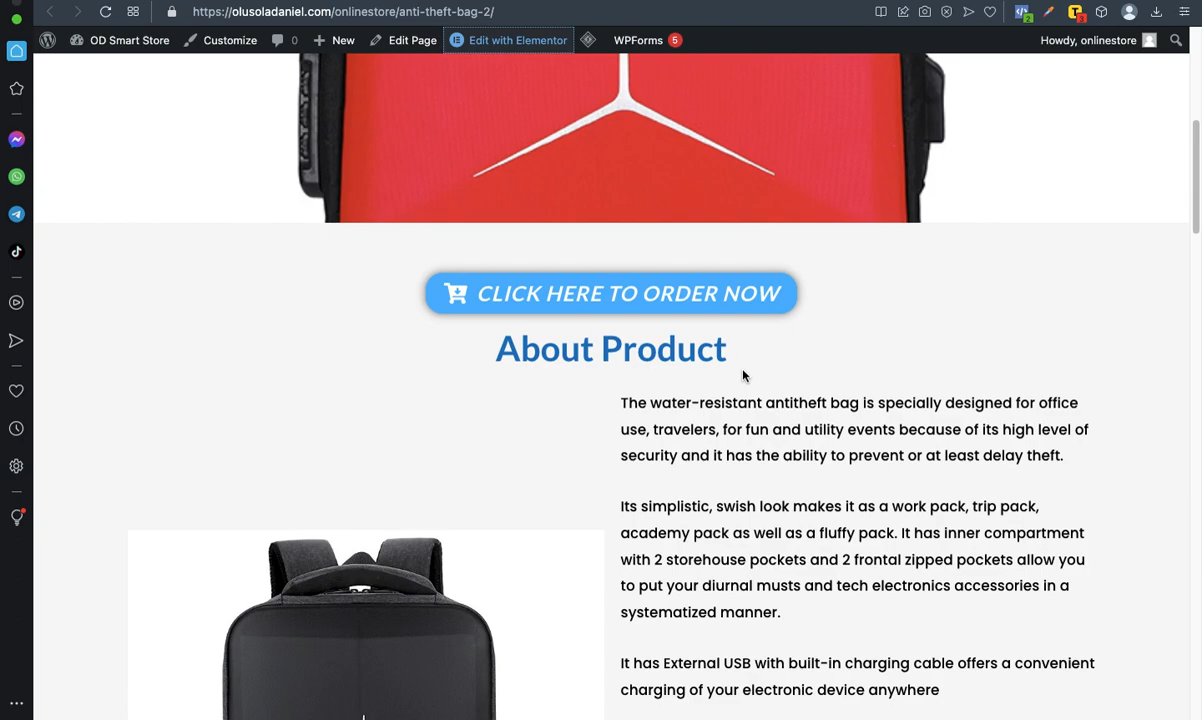 https://olusoladaniel.com/onlinestore/anti-theft-bag-2/
2
3
OD Smart Store Customize 0 New Edit Page Edit with Elementor WPForms 5 Howdy, onlinestore
CLICK HERE TO ORDER NOW
About Product
The water-resistant antitheft bag is specially designed for office
use, travelers, for fun and utility events because of its high level of
security and it has the ability to prevent or at least delay theft.
Its simplistic, swish look makes it as a work pack, trip pack,
academy pack as well as a fluffy pack. It has inner compartment
with 2 storehouse pockets and 2 frontal zipped pockets allow you
to put your diurnal musts and tech electronics accessories in a
systematized manner.
It has External USB with built-in charging cable offers a convenient
charging of your electronic device anywhere